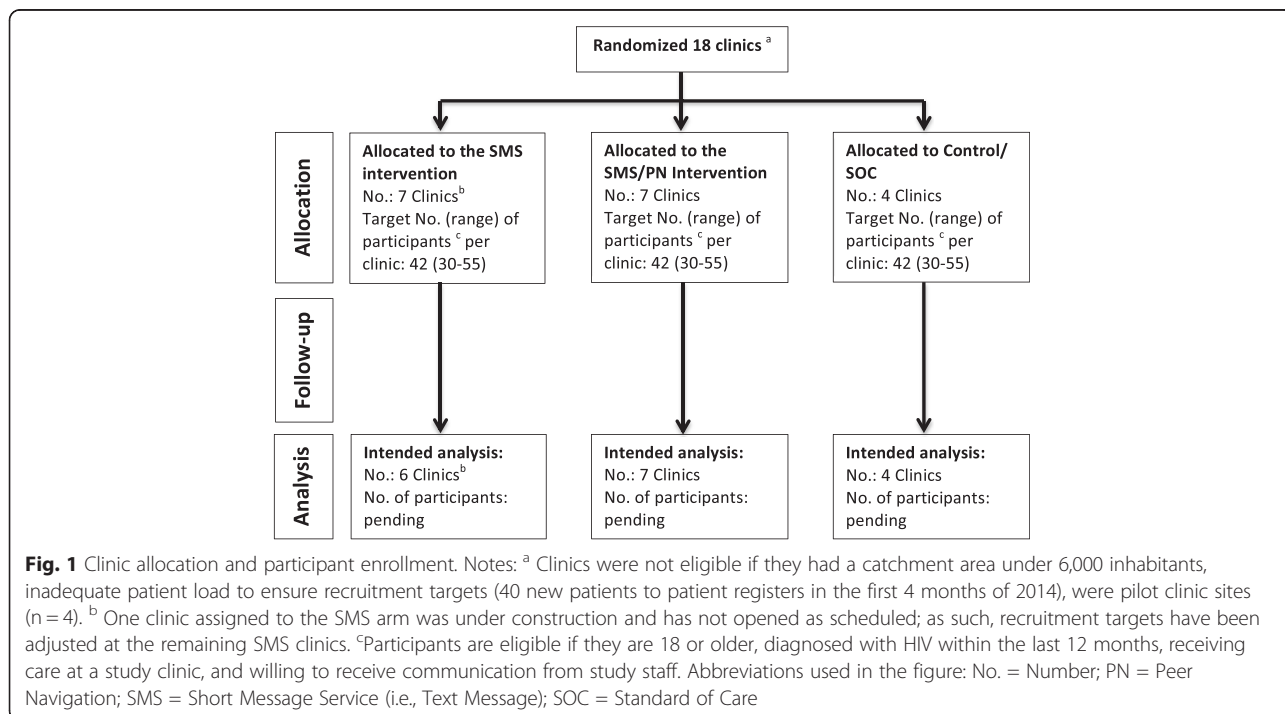 Randomized 18 clinics a
Allocation
Allocated to the SMS
intervention
No.: 7 Clinics b
Target No. (range) of
participants c per
clinic: 42 (30-55)
Allocated to the
SMS/PN Intervention
No.: 7 Clinics
Target No. (range) of
participants c per
clinic: 42 (30-55)
Allocated to Control/
SOC
No.: 4 Clinics
Target No. (range) of
participants c per
clinic: 42 (30-55)
Follow-up
Analysis
Intended analysis:
No.: 6 Clinics b
No. of participants:
pending
Intended analysis:
No.: 7 Clinics
No. of participants:
pending
Intended analysis:
No.: 4 Clinics
No. of participants:
pending
Fig. 1 Clinic allocation and participant enrollment. Notes: a Clinics were not eligible if they had a catchment area under 6,000 inhabitants,
inadequate patient load to ensure recruitment targets (40 new patients to patient registers in the first 4 months of 2014), were pilot clinic sites
(n = 4). b One clinic assigned to the SMS arm was under construction and has not opened as scheduled; as such, recruitment targets have been
adjusted at the remaining SMS clinics. cParticipants are eligible if they are 18 or older, diagnosed with HIV within the last 12 months, receiving
care at a study clinic, and willing to receive communication from study staff. Abbreviations used in the figure: No. = Number; PN = Peer
Navigation; SMS = Short Message Service (i.e., Text Message); SOC = Standard of Care